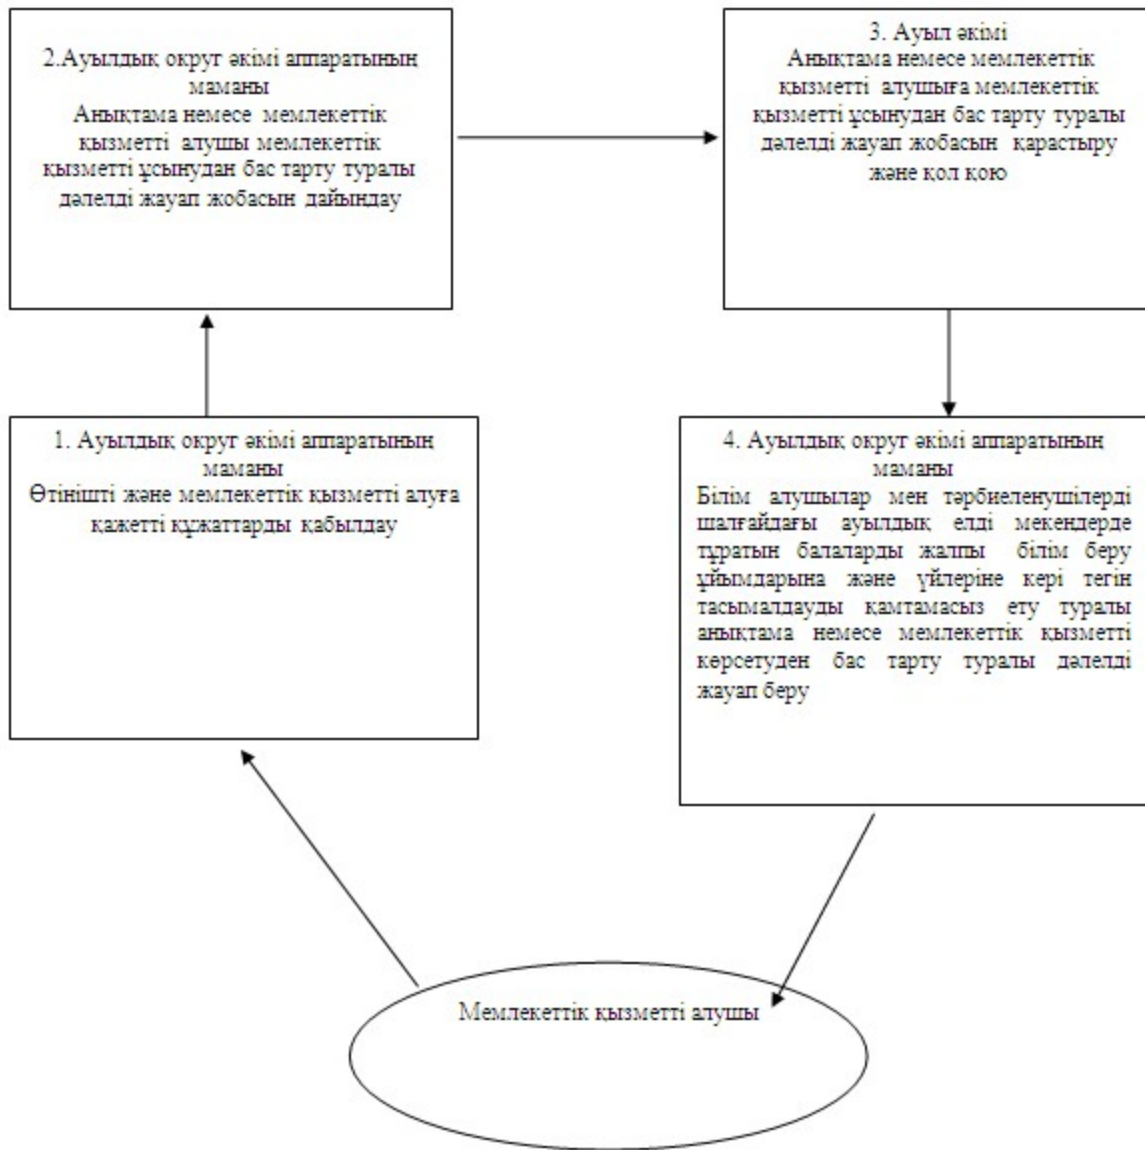 2.Ауылдық округ әкімі аппаратының
маманы
Анықтама немесе мемлекеттік
қызметті алушы мемлекеттік
қызметті ұсынудан бас тарту туралы
дәлелді жауап жобасын дайындау
3. Ауыл әкімі
Анықтама немесе мемлекеттік
қызметті алушыға мемлекеттік
қызметті ұсынудан бас тарту туралы
дәлелді жауап жобасын қарастыру
және қол қою
1. Ауылдық округ әкімі аппаратының
маманы
Өтінішті және мемлекеттік қызметті алуға
қажетті құжаттарды қабылдау
4. Ауылдық округ әкімі аппаратының
маманы
Білім алушылар мен тәрбиеленушілерді
шалғайдағы ауылдық елді мекендерде
тұратын балаларды жалпы білім беру
ұйымдарына және үйлеріне кері тегін
тасымалдауды қамтамасыз ету туралы
анықтама немесе мемлекеттік қызметті
көрсетуден бас тарту туралы дәлелді
жауап беру
Мемлекеттік қызметті алушы